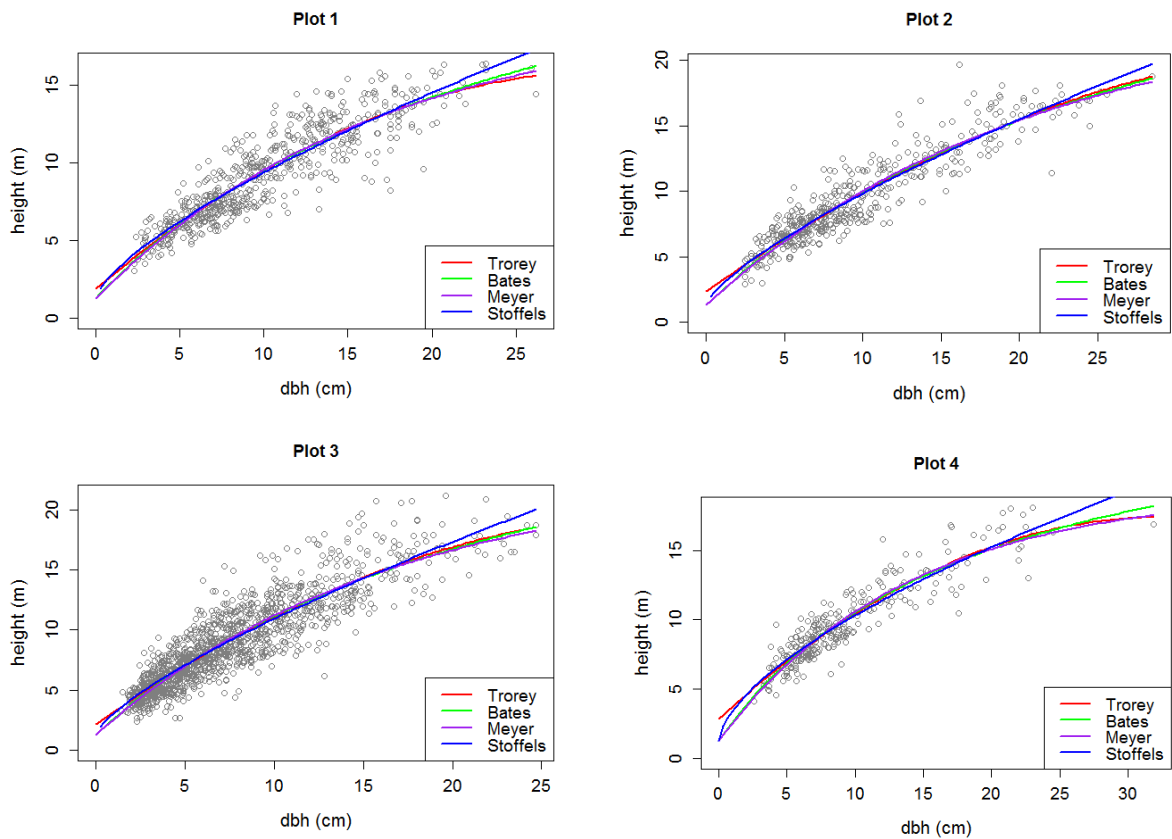 Plot 1
height (m)
15
10
5
0
0 5 10 15 20 25
dbh (cm)
Trorey
Bates
Meyer
Stoffels
Plot 2
height (m)
20
15
10
5
0
0 5 10 15 20 25
dbh (cm)
Trorey
Bates
Meyer
Stoffels
Plot 3
height (m)
20
15
10
5
0
0 5 10 15 20 25
dbh (cm)
Trorey
Bates
Meyer
Stoffels
Plot 4
height (m)
15
10
5
0
0 5 10 15 20 25 30
dbh (cm)
Trorey
Bates
Meyer
Stoffels